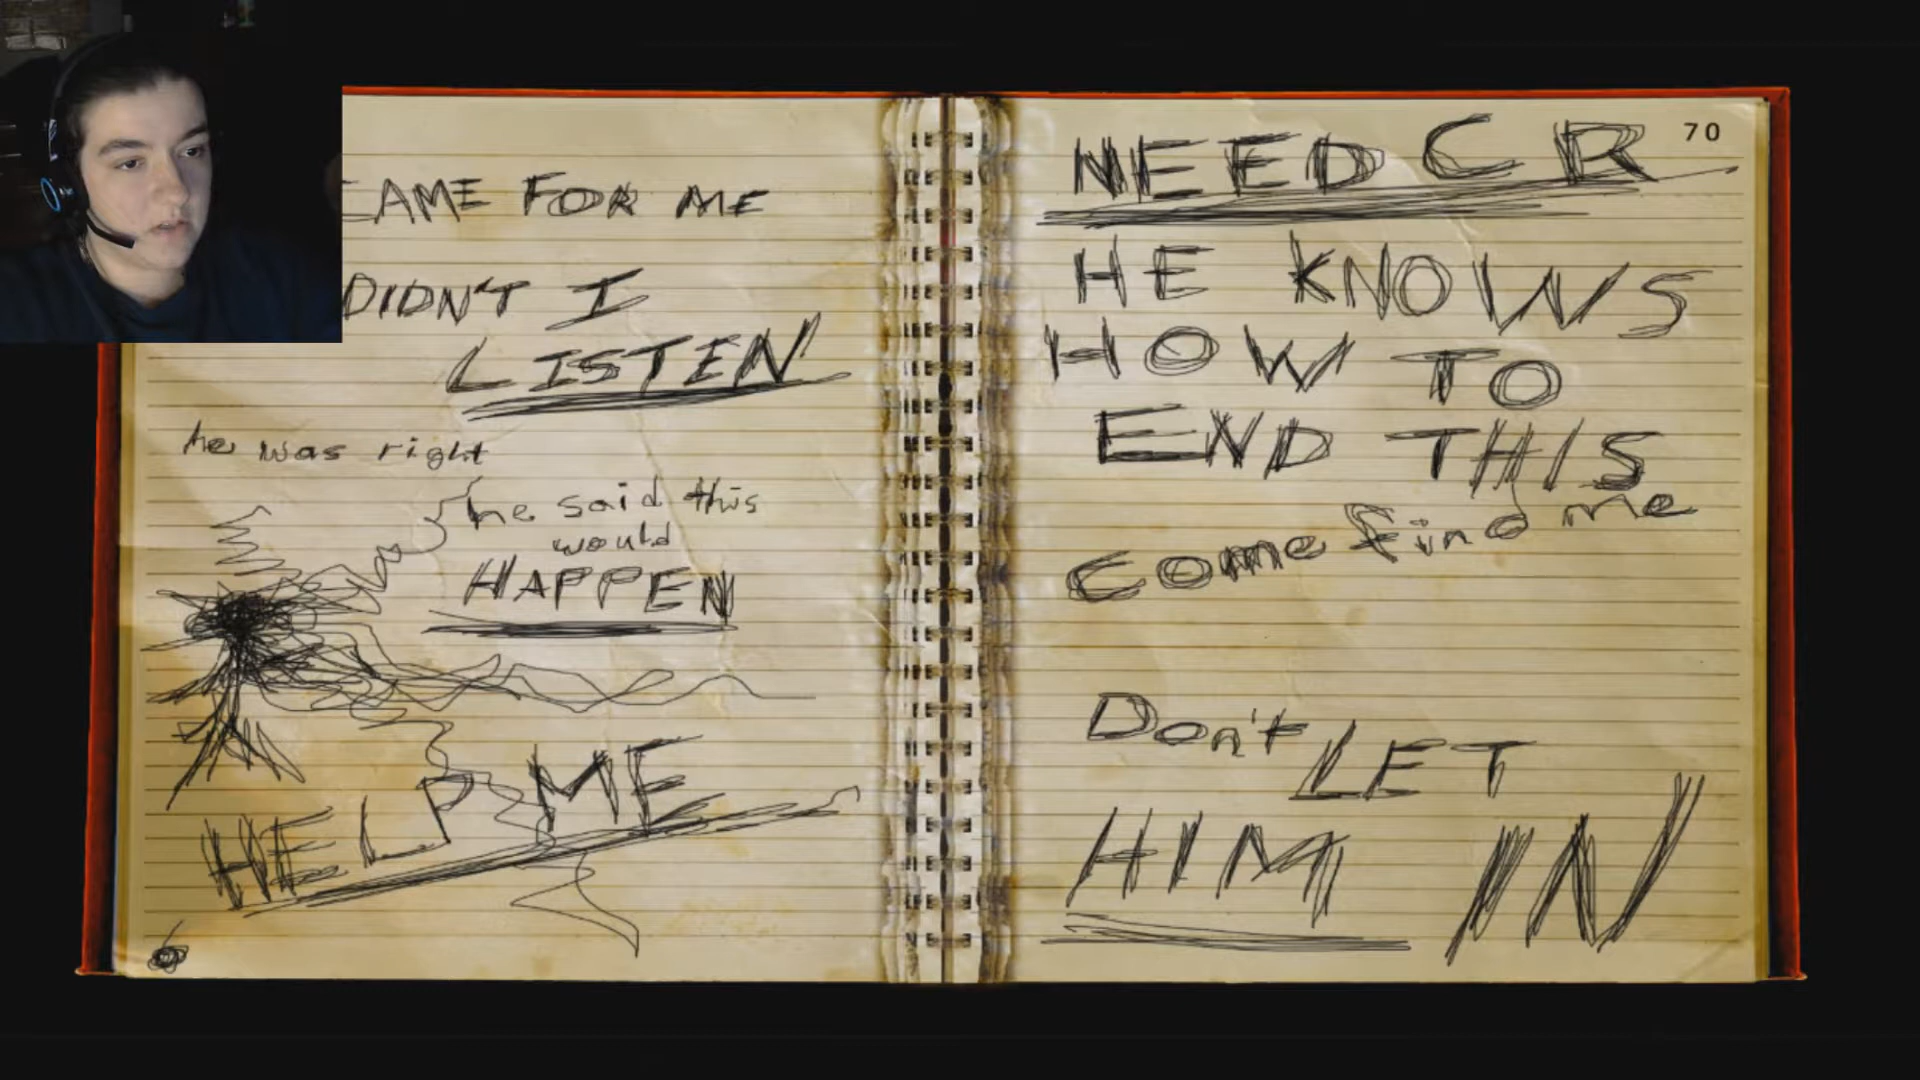 CAME FOR ME
DIDN'T I
LISTEN
he was right
he said this
would
HAPPEN
HELP ME
70
NEED CR
HE KNOWS
HOW TO
END THIS
come find me
Don't LET
HIM IN